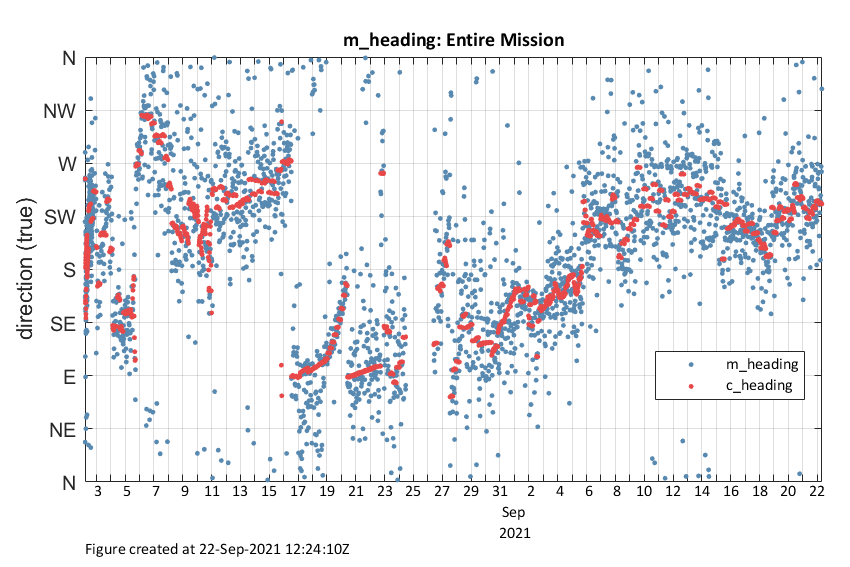 m_heading: Entire Mission
direction (true)
N
NW
W
SW
S
SE
E
NE
N
m_heading
c_heading
3 5 7 9 11 13 15 17 19 21 23 25 27 29 31 2 4 6 8 10 12 14 16 18 20 22
Sep
2021
Figure created at 22-Sep-2021 12:24:10Z